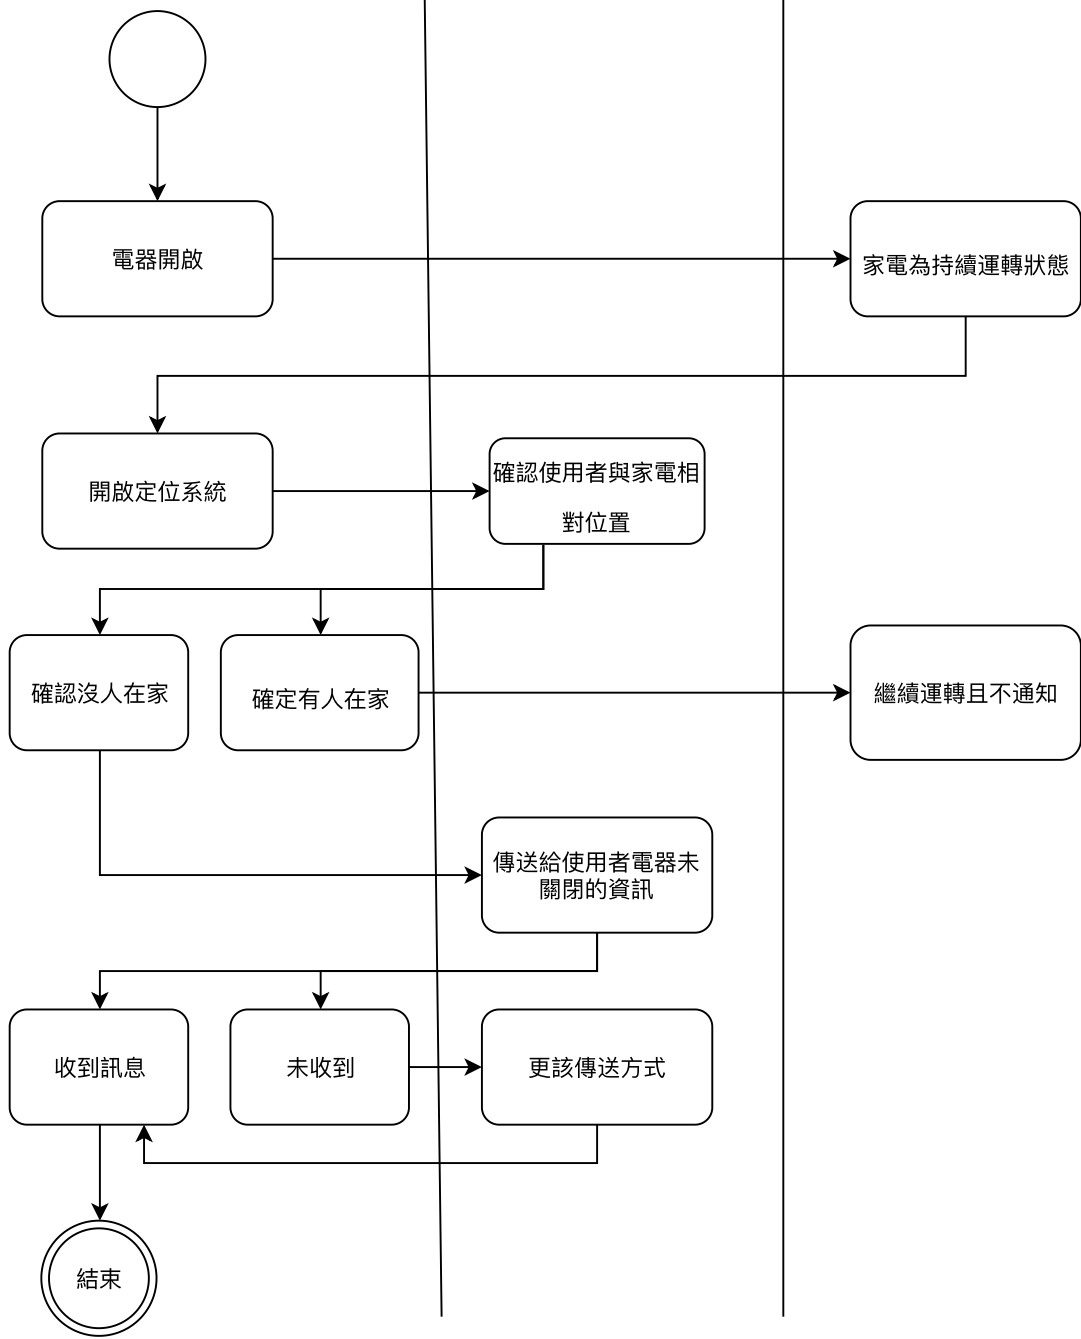 電器開啟
家電為持續運轉狀態
開啟定位系統
確認使用者與家電相
對位置
確認沒人在家
確定有人在家
繼續運轉且不通知
傳送給使用者電器未
關閉的資訊
收到訊息
未收到
更該傳送方式
結束